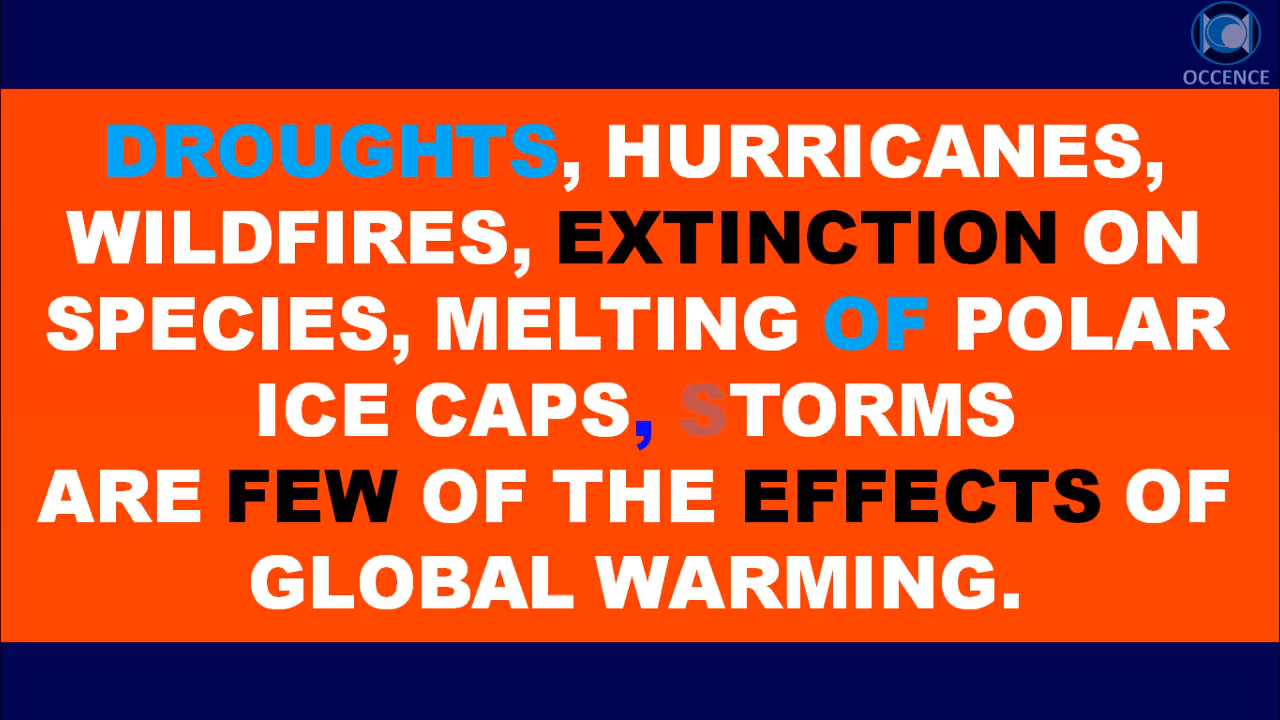 OCCENCE
DROUGHTS, HURRICANES,
WILDFIRES, EXTINCTION ON
SPECIES, MELTING OF POLAR
ICE CAPS, STORMS
ARE FEW OF THE EFFECTS OF
GLOBAL WARMING.